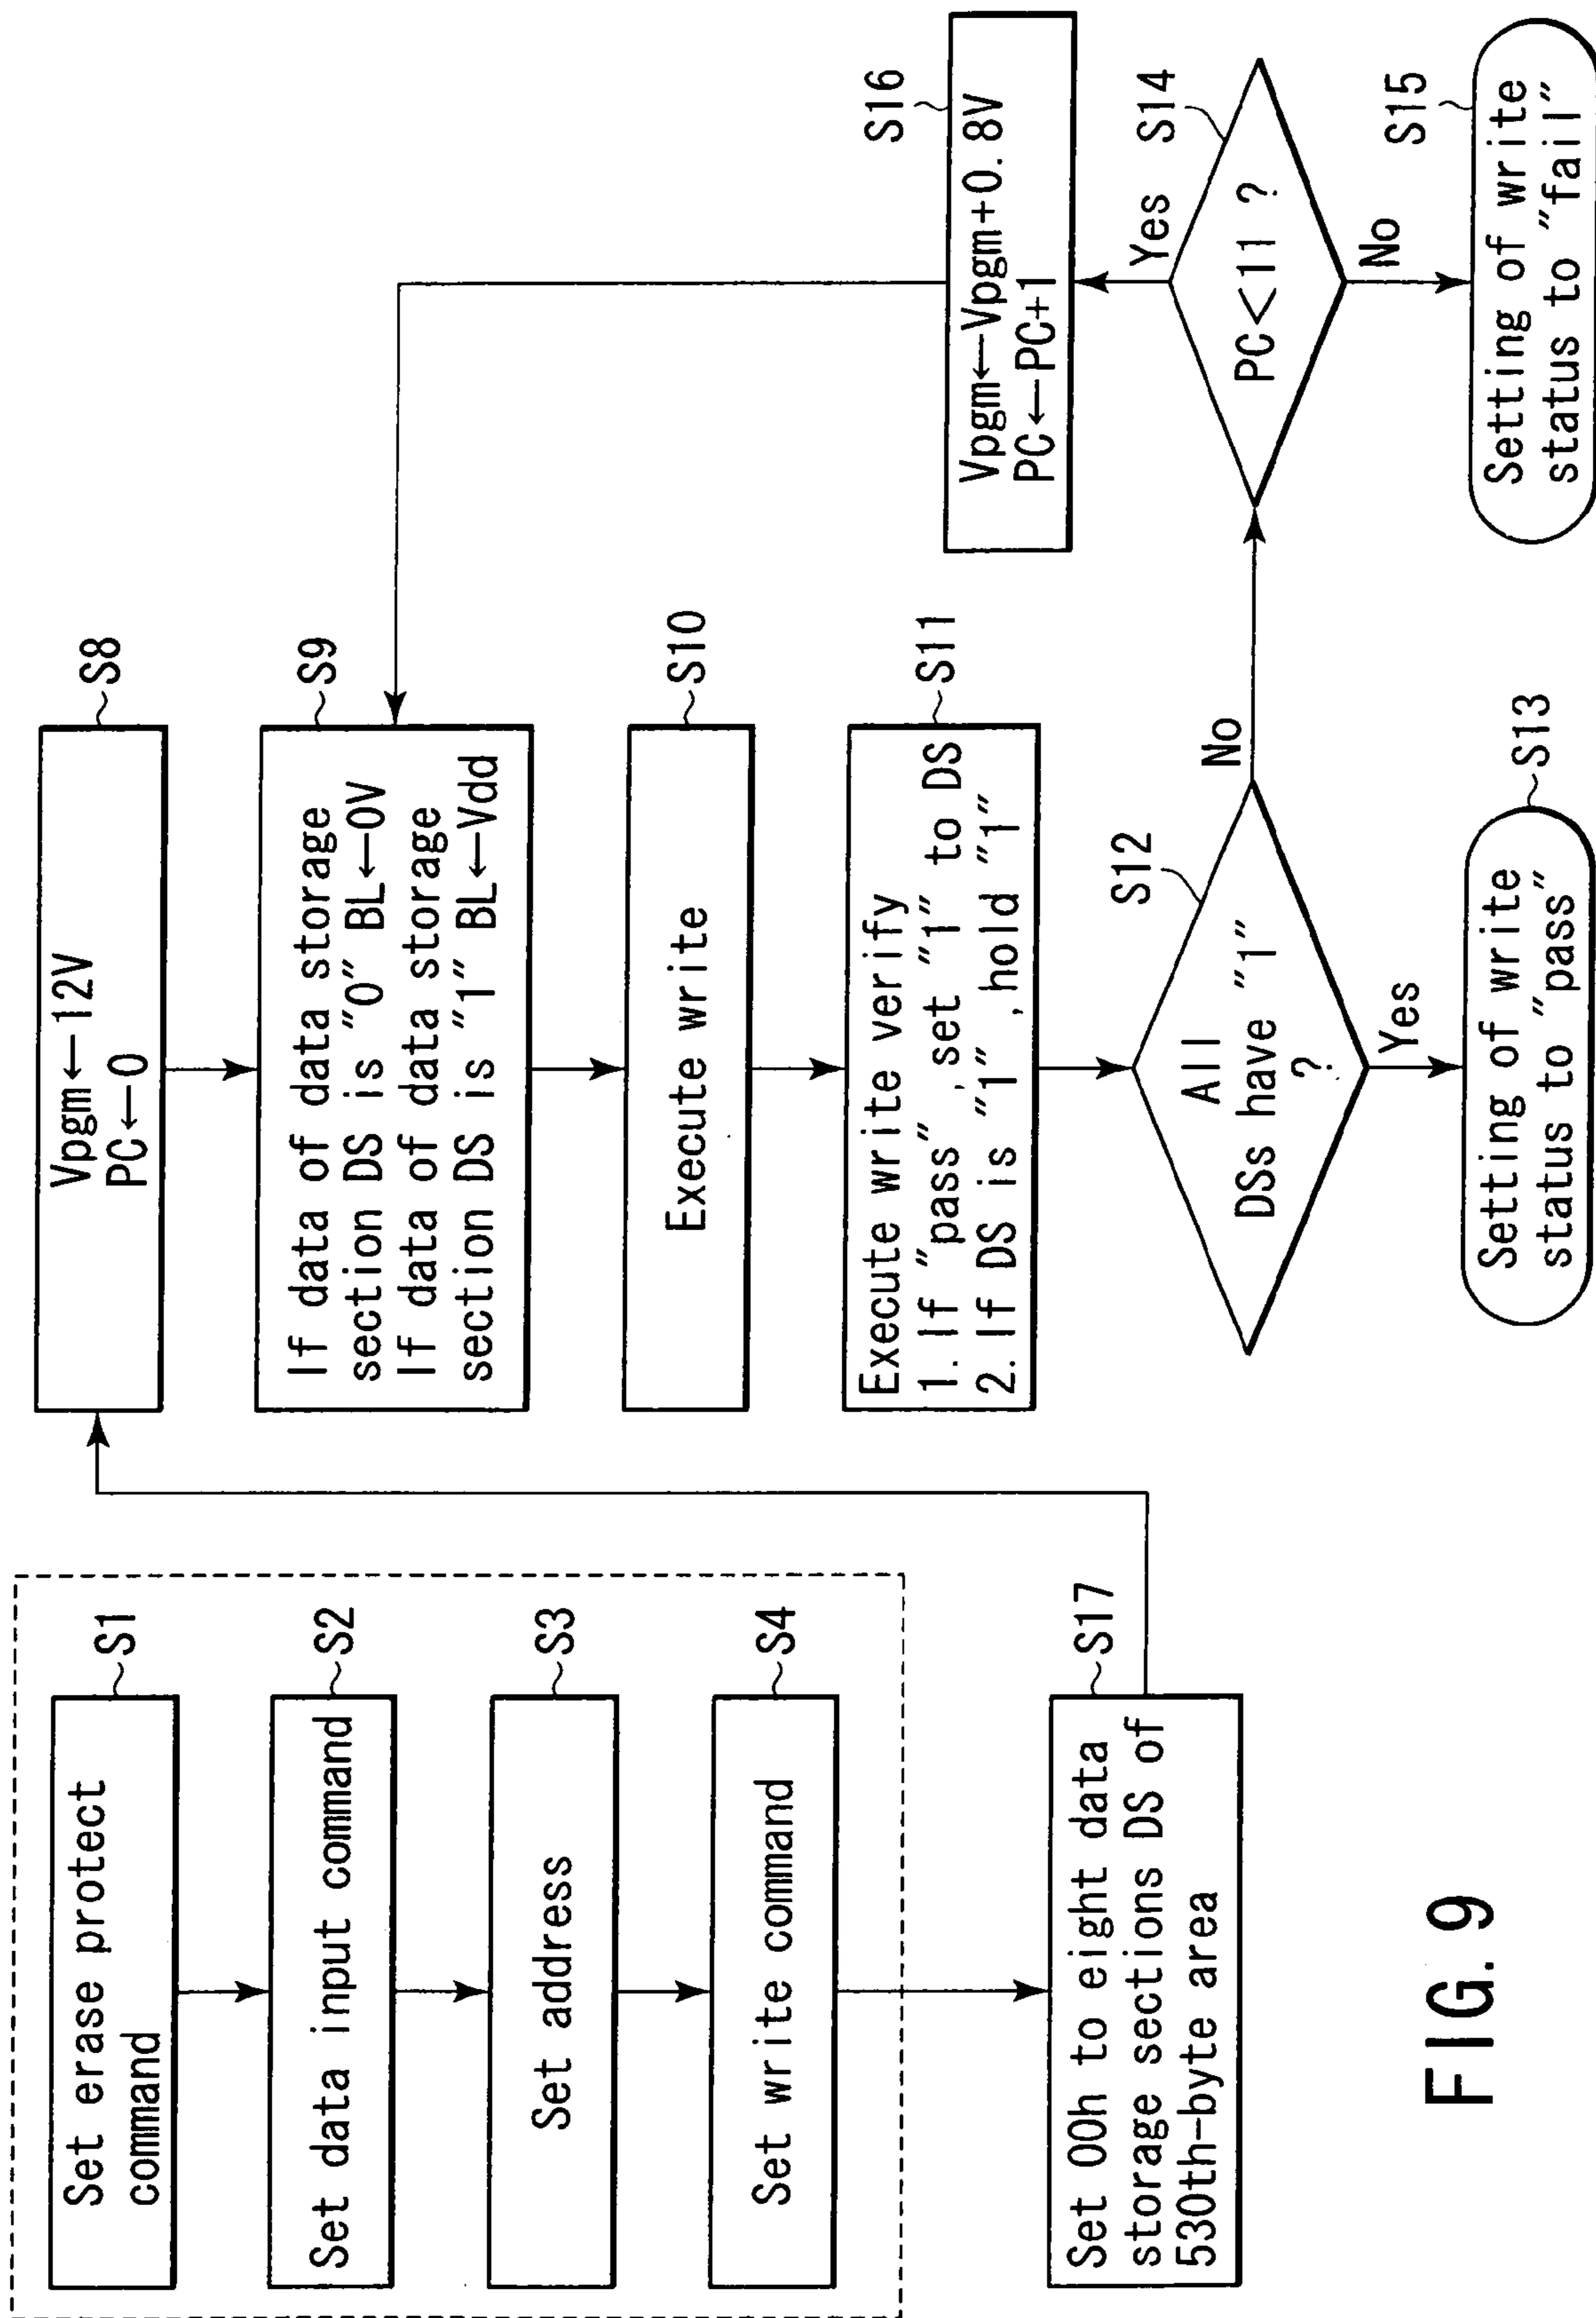 Set erase protect
command
S1
Set data input command
S2
Set address
S3
Set write command
S4
Set 00h to eight data
storage sections DS of
530th-byte area
S17
Vpgm←12V
PC←0
S8
If data of data storage
section DS is "0" BL←0V
If data of data storage
section DS is "1" BL←Vdd
S9
Execute write
S10
Execute write verify
1. If "pass",set "1" to DS
2. If DS is "1",hold "1"
S11
All
DSs have "1"
?
S12
No
Yes
Setting of write
status to "pass"
S13
Vpgm←Vpgm+0.8V
PC←PC+1
S16
Yes
PC<11 ?
S14
No
Setting of write
status to "fail"
S15
FIG. 9